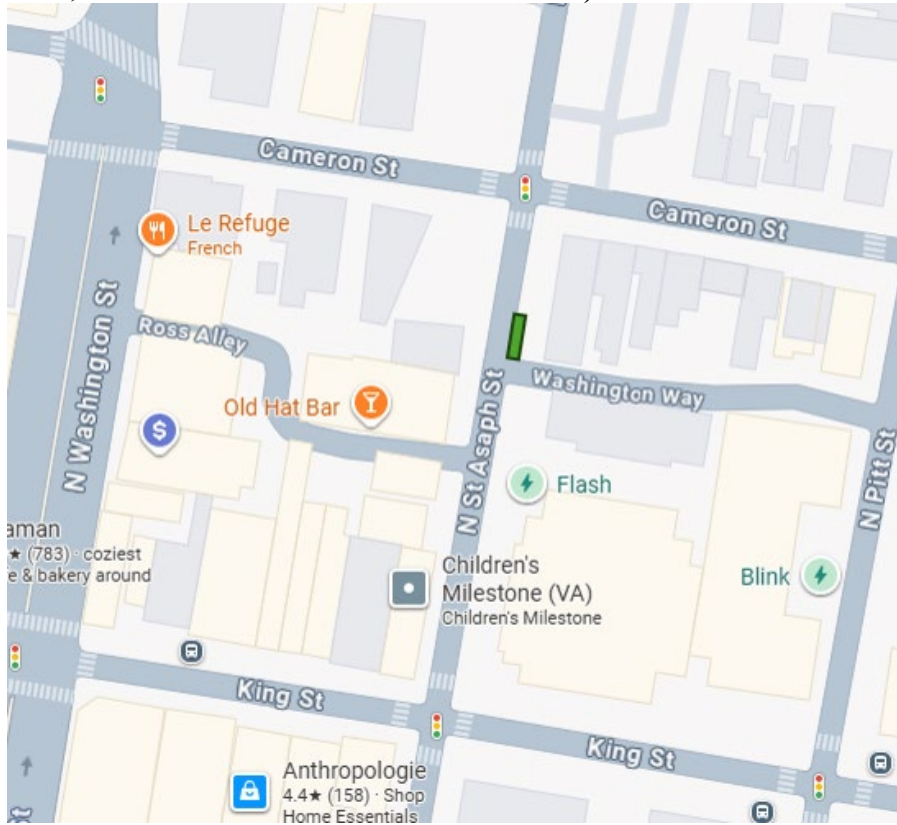 Cameron St
Cameron St
Le Refuge
French
N Washington St
Ross Alley
Old Hat Bar
Washington Way
N St Asaph St
Flash
N Pitt St
aman
★ (783) · coziest
e & bakery around
Children's
Milestone (VA)
Children's Milestone
Blink
King St
King St
Anthropologie
4.4★ (158) · Shop
Home Essentials
St
$